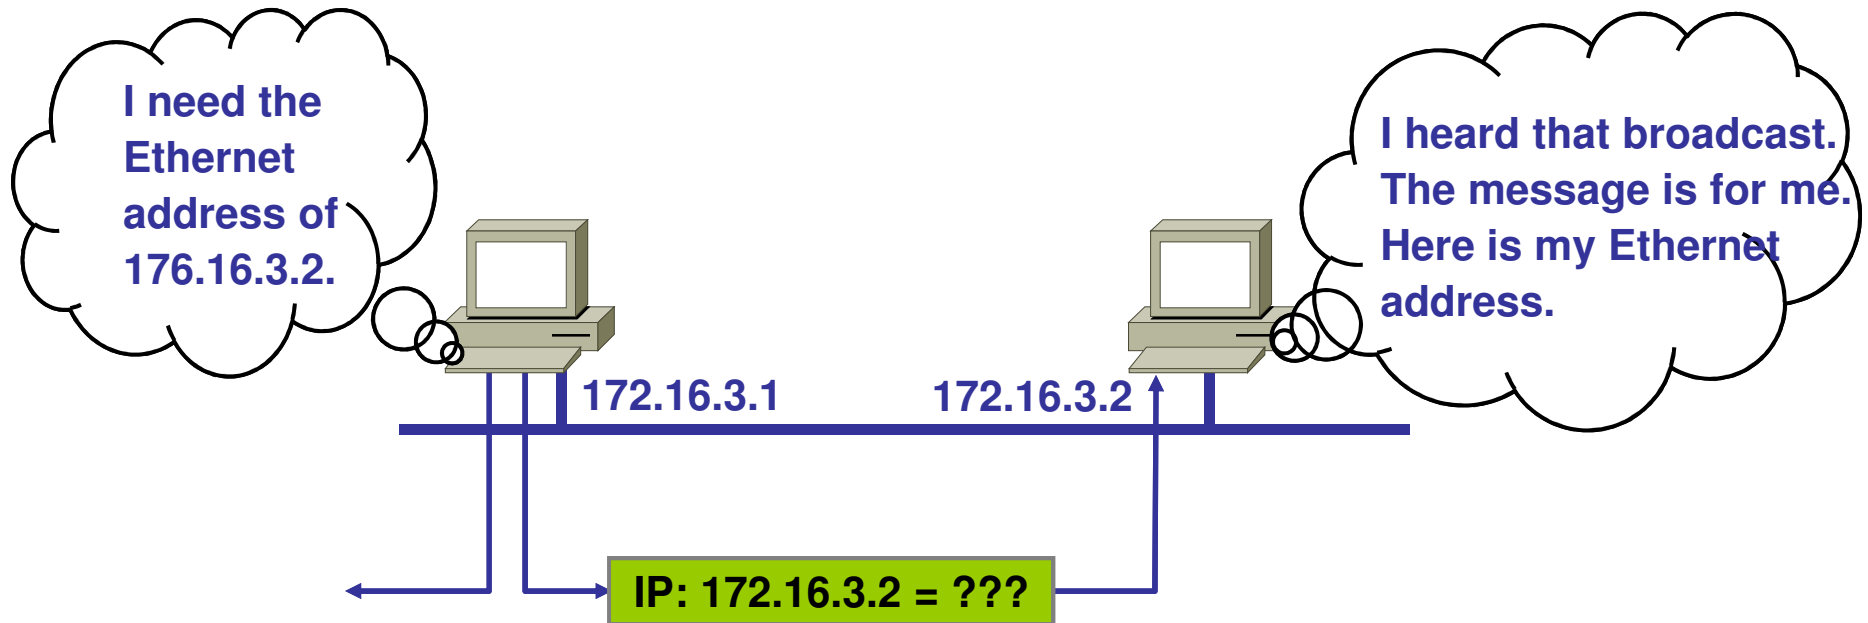 I need the
Ethernet
address of
176.16.3.2.
I heard that broadcast.
The message is for me.
Here is my Ethernet
address.
172.16.3.1
172.16.3.2
IP: 172.16.3.2 = ???